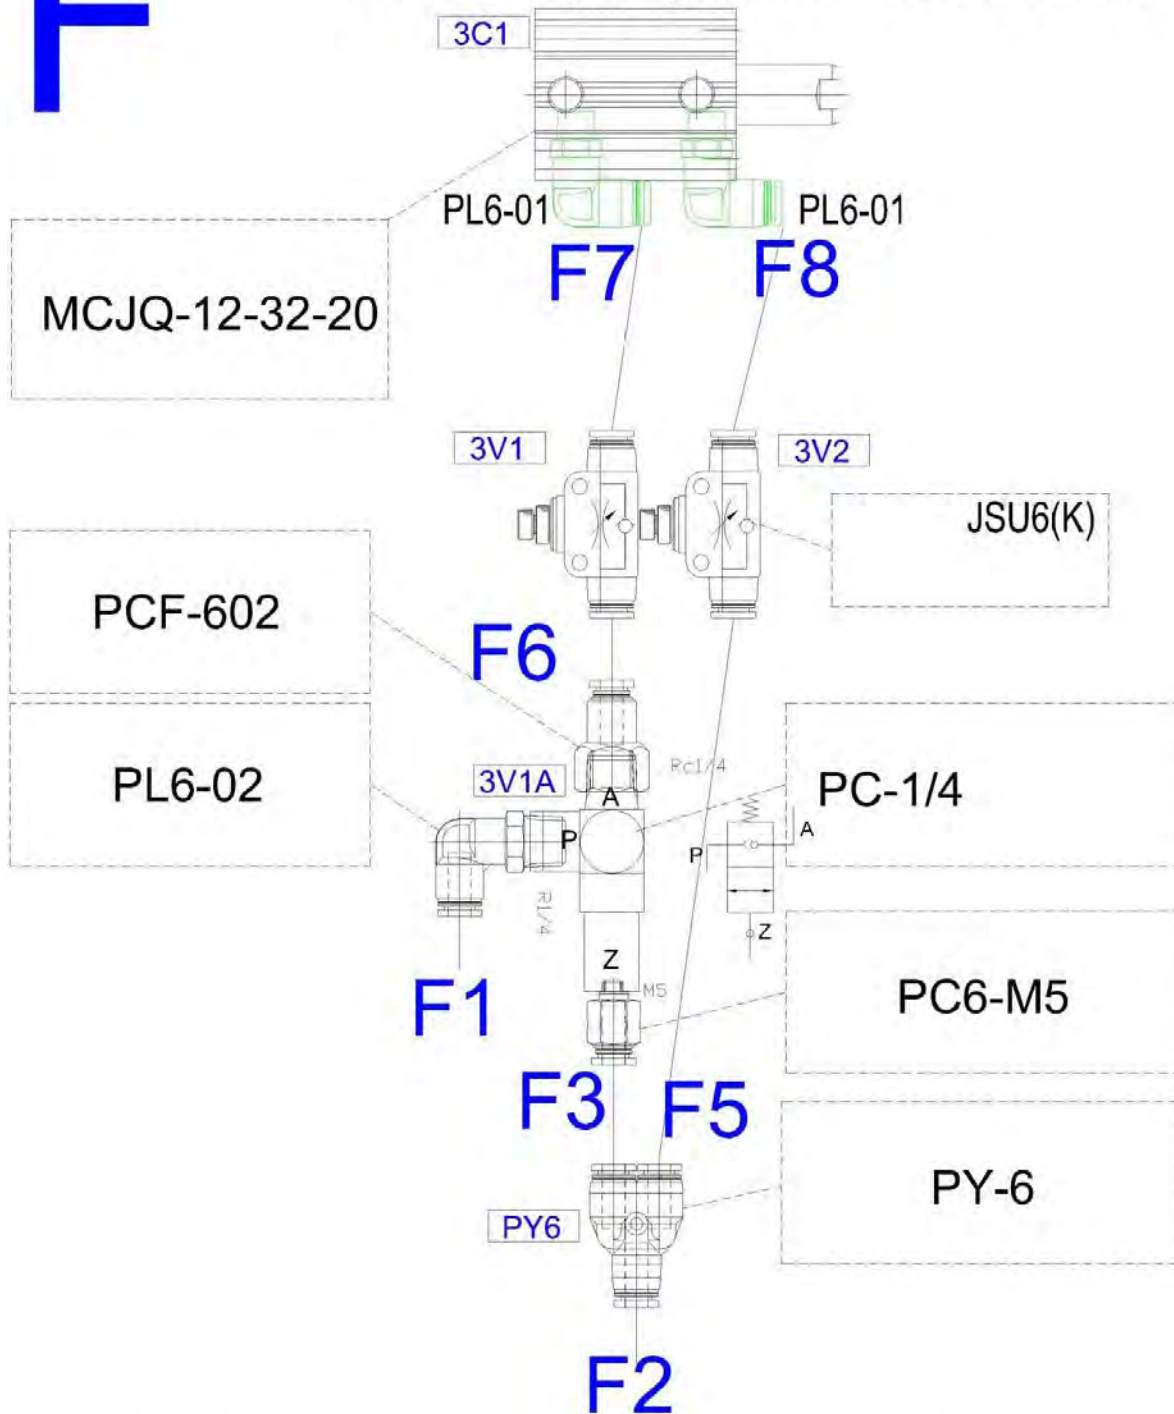 F
3C1
PL6-01
PL6-01
F7
F8
MCJQ-12-32-20
3V1
3V2
JSU6(K)
PCF-602
F6
PL6-02
3V1A
Rc1/4
PC-1/4
A
P
A
P
R1/4
Z
Z
M5
PC6-M5
F1
F3
F5
PY-6
PY6
F2